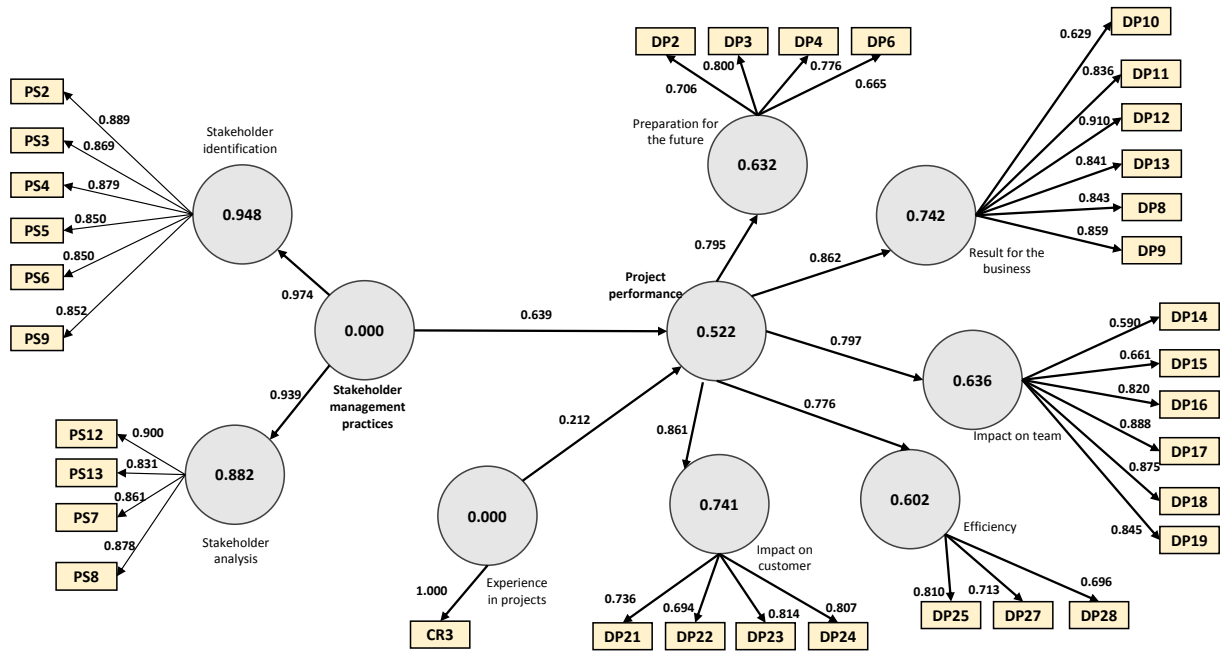 DP10
DP2
DP3
DP4
DP6
0.629
0.800
0.776
0.706
0.665
DP11
0.836
PS2
0.889
DP12
0.910
Preparation for
the future
0.632
Stakeholder
identification
PS3
0.869
DP13
0.841
PS4
0.879
0.948
0.742
DP8
0.843
PS5
0.850
DP9
0.859
PS6
0.850
0.795
0.862
Result for the
business
Project
performance
0.974
0.852
PS9
0.639
0.000
0.522
DP14
0.590
0.797
DP15
0.661
0.636
DP16
0.820
Stakeholder
management
practices
0.939
0.776
0.212
0.861
0.888
DP17
Impact on team
PS12
0.900
PS13
0.831
0.882
0.875
DP18
PS7
0.861
0.000
0.741
0.602
Efficiency
0.845
DP19
Stakeholder
analysis
0.878
PS8
Impact on
customer
Experience
in projects
1.000
CR3
0.736
0.694
0.814
0.807
0.810
0.713
0.696
DP25
DP27
DP28
DP21
DP22
DP23
DP24